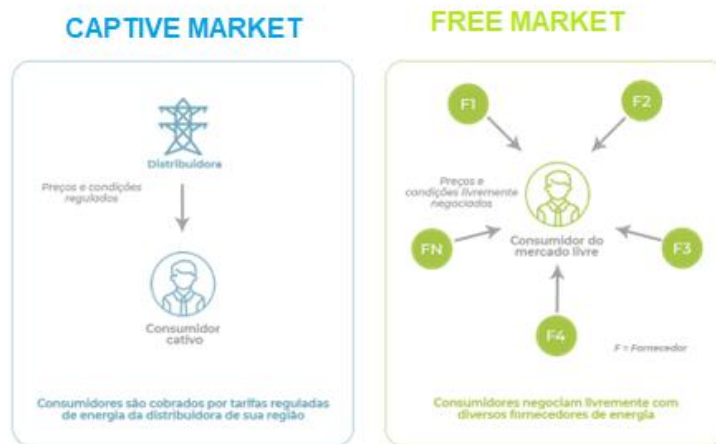 CAPTIVE MARKET
Distribuidora
Preços e condições
regulados
Consumidor
cativo
Consumidores são cobrados por tarifas reguladas
de energia da distribuidora de sua região
FREE MARKET
F1
F2
Preços e
condições livremente
negociados
FN
Consumidor do
mercado livre
F3
F4
F = Fornecedor
Consumidores negociam livremente com
diversos fornecedores de energia